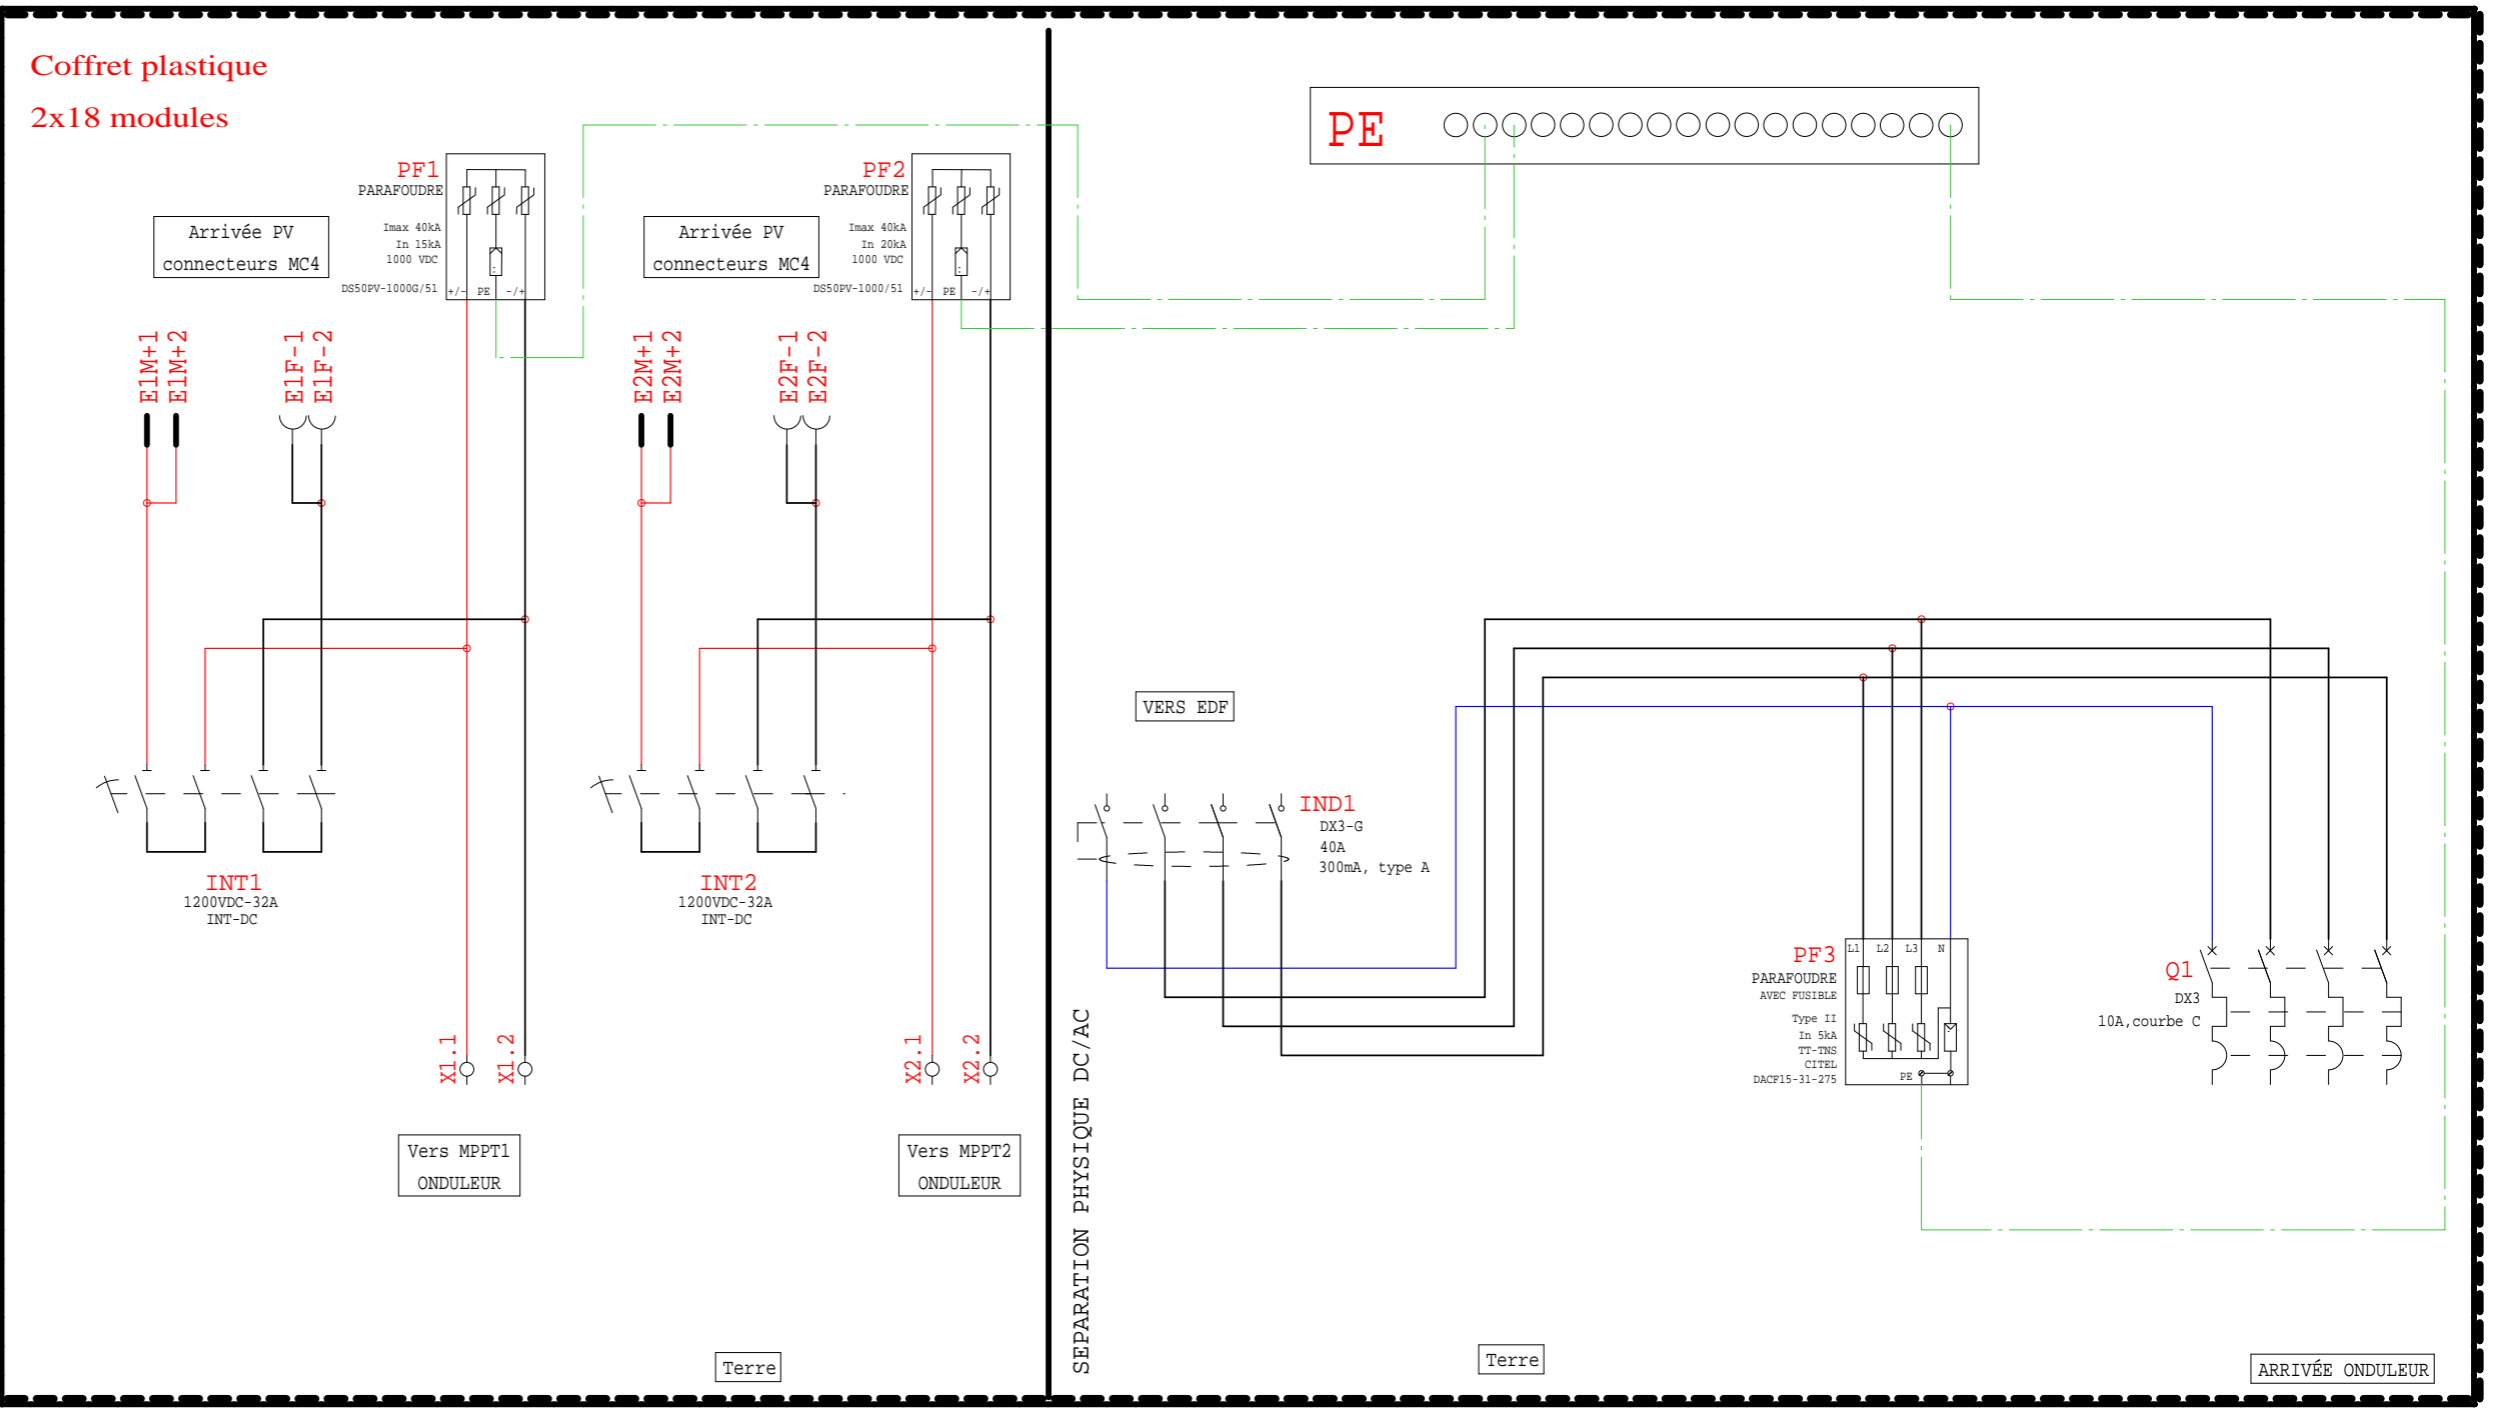 Coffret plastique
2x18 modules
PE
PF1
PARAFOUDRE
Imax 40kA
In 15kA
1000 VDC
DS50PV-1000G/51
+/- PE -/+
Arrivée PV
connecteurs MC4
PF2
PARAFOUDRE
Imax 40kA
In 20kA
1000 VDC
DS50PV-1000/51
+/- PE -/+
Arrivée PV
connecteurs MC4
E1M+1
E1M+2
E1F-1
E1F-2
E2M+1
E2M+2
E2F-1
E2F-2
VERS EDF
IND1
DX3-G
40A
300mA, type A
INT1
1200VDC-32A
INT-DC
INT2
1200VDC-32A
INT-DC
PF3
PARAFOUDRE
AVEC FUSIBLE
Type II
In 5kA
TT-TNS
CITEL
DACF15-31-275
L1 L2 L3 N
PE
Q1
DX3
10A,courbe C
X1.1
X1.2
X2.1
X2.2
Vers MPPT1
ONDULEUR
Vers MPPT2
ONDULEUR
SEPARATION PHYSIQUE DC/AC
Terre
Terre
ARRIVÉE ONDULEUR